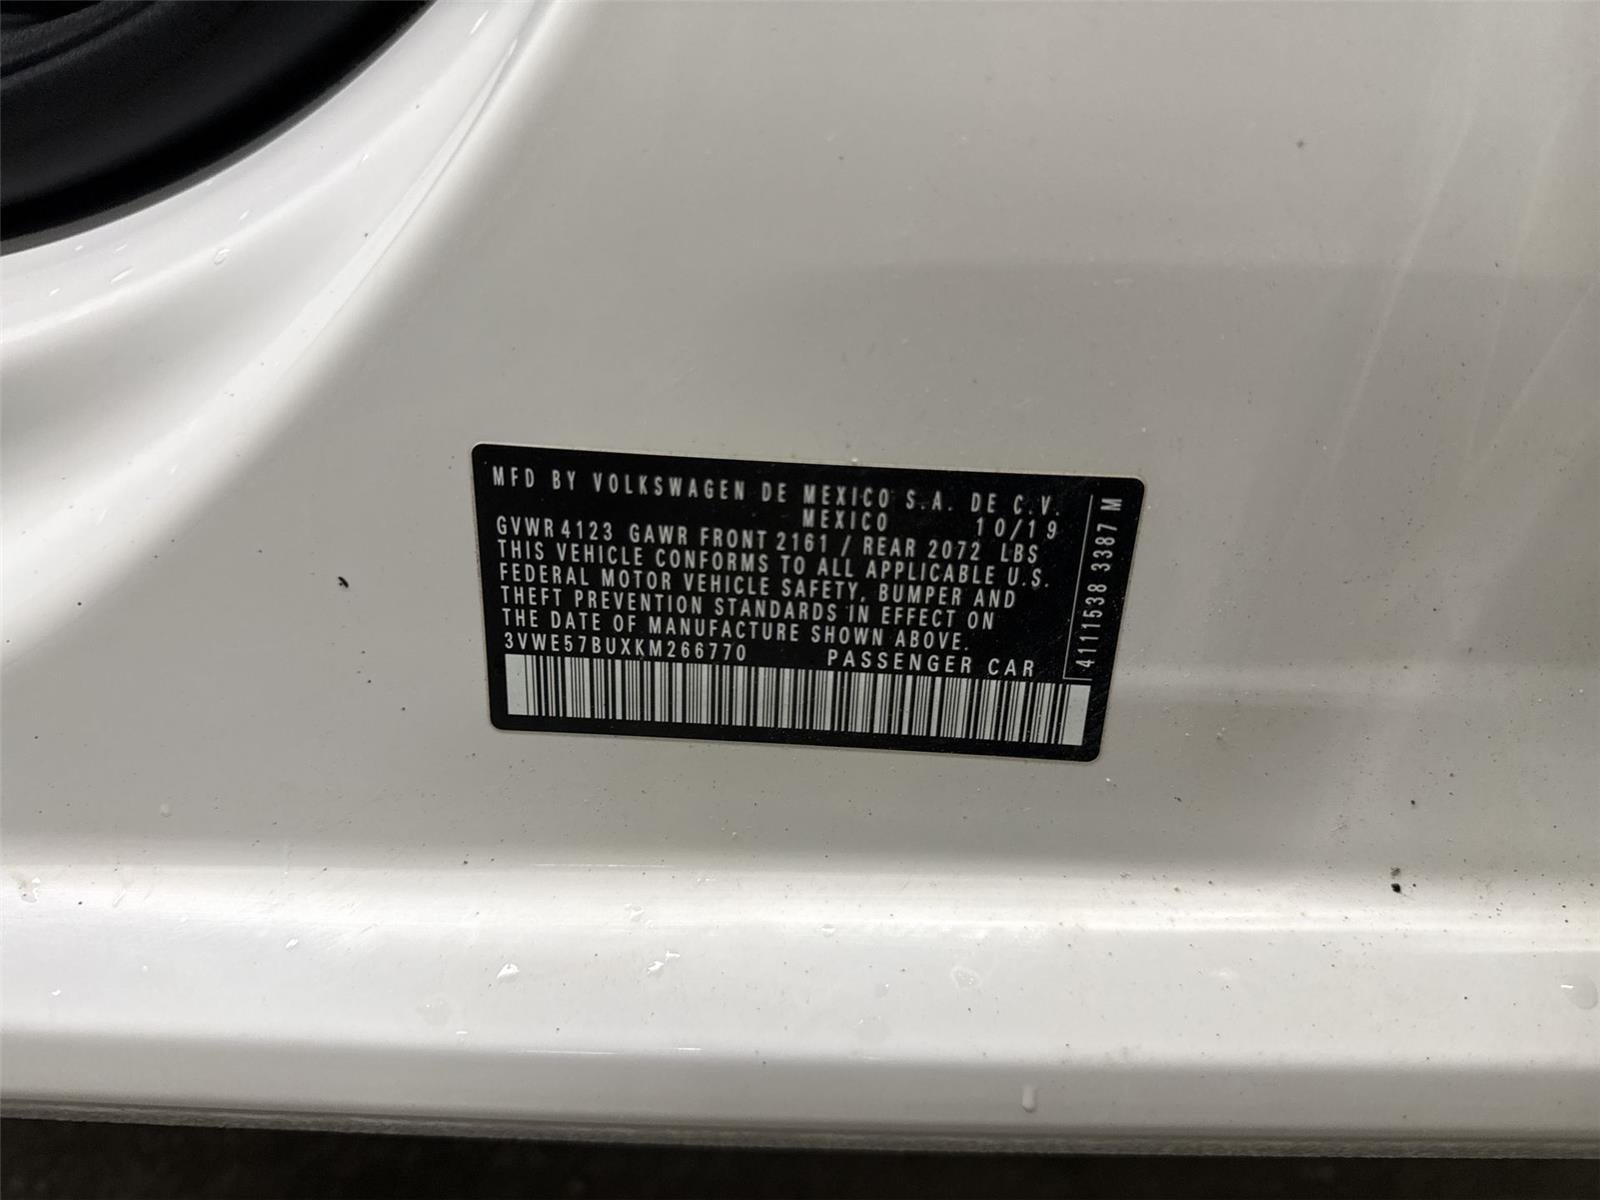 MFD BY VOLKSWAGEN DE MEXICO S.A. DE C.V.
MEXICO 10/19
GVWR 4123 GAWR FRONT 2161 / REAR 2072 LBS
THIS VEHICLE CONFORMS TO ALL APPLICABLE U.S.
FEDERAL MOTOR VEHICLE SAFETY, BUMPER AND
THEFT PREVENTION STANDARDS IN EFFECT ON
THE DATE OF MANUFACTURE SHOWN ABOVE.
3VWE57BUXKM266770 PASSENGER CAR
4111538 3387 M